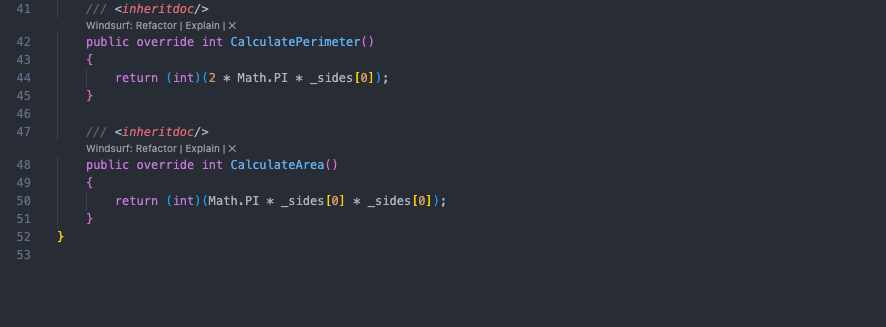 41 /// <inheritdoc/>
Windsurf: Refactor | Explain | ✕
42 public override int CalculatePerimeter()
43 {
44 return (int)(2 * Math.PI * _sides[0]);
45 }
46
47 /// <inheritdoc/>
Windsurf: Refactor | Explain | ✕
48 public override int CalculateArea()
49 {
50 return (int)(Math.PI * _sides[0] * _sides[0]);
51 }
52 }
53